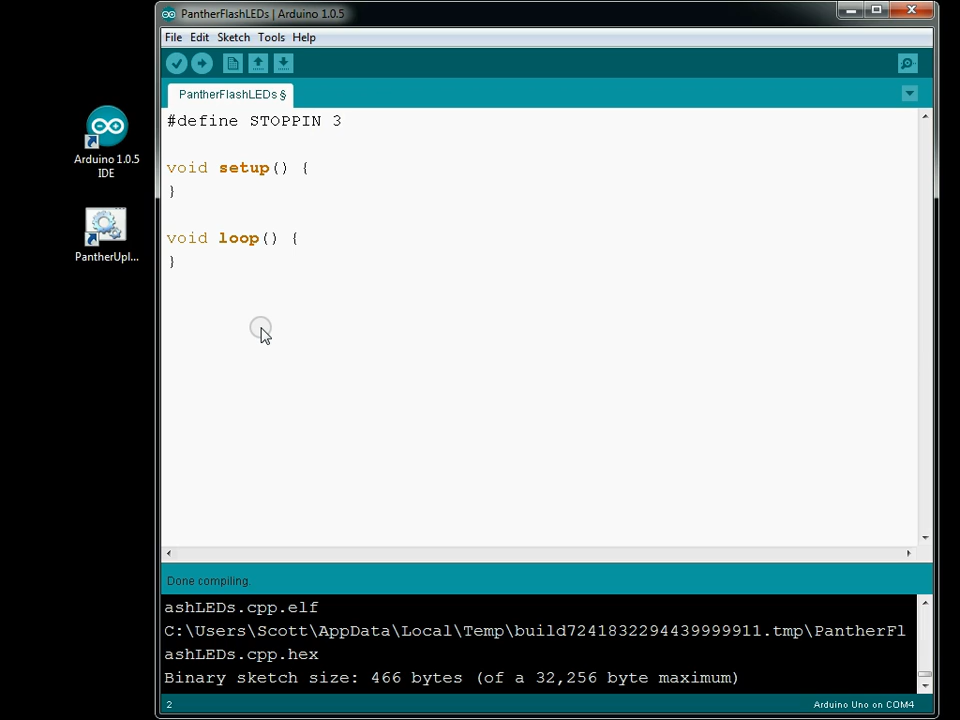 PantherFlashLEDs | Arduino 1.0.5
File Edit Sketch Tools Help
PantherFlashLEDs §
#define STOPPIN 3
void setup() {
}
void loop() {
}
Arduino 1.0.5
IDE
PantherUpl...
Done compiling.
ashLEDs.cpp.elf
C:\Users\Scott\AppData\Local\Temp\build7241832294439999911.tmp\PantherFl
ashLEDs.cpp.hex
Binary sketch size: 466 bytes (of a 32,256 byte maximum)
2 Arduino Uno on COM4